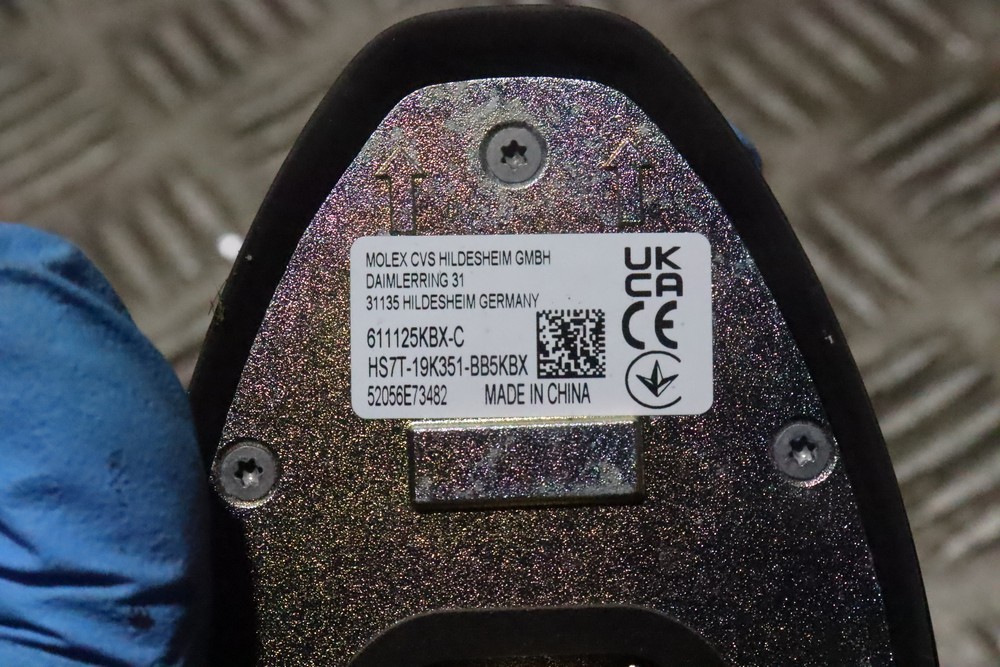 MOLEX CVS HILDESHEIM GMBH
DAIMLERRING 31
31135 HILDESHEIM GERMANY
611125KBX-C
HS7T-19K351-BB5KBX
52056E73482 MADE IN CHINA
UK
CA
CE